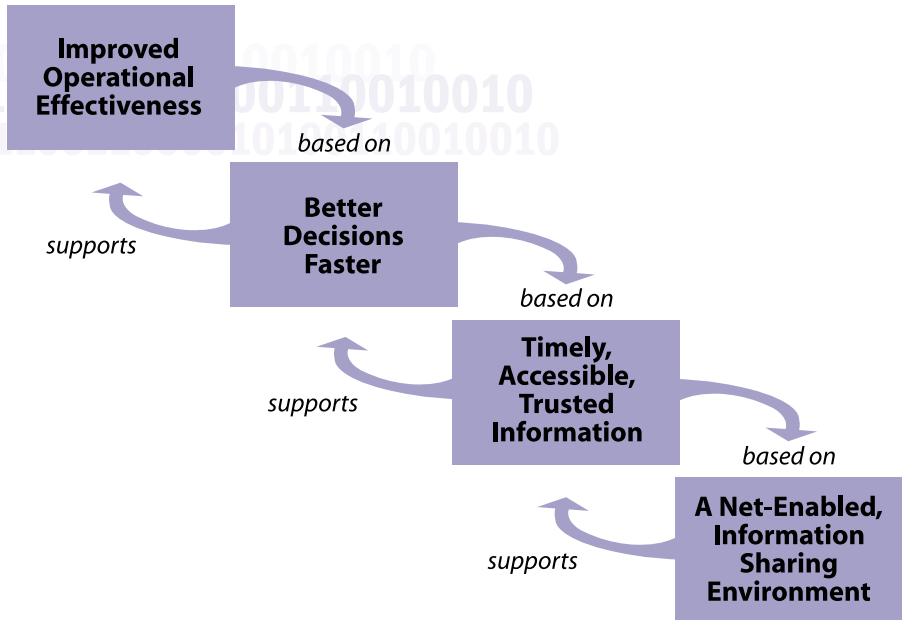 Improved
Operational
Effectiveness
based on
supports
Better
Decisions
Faster
based on
supports
Timely,
Accessible,
Trusted
Information
based on
supports
A Net-Enabled,
Information
Sharing
Environment